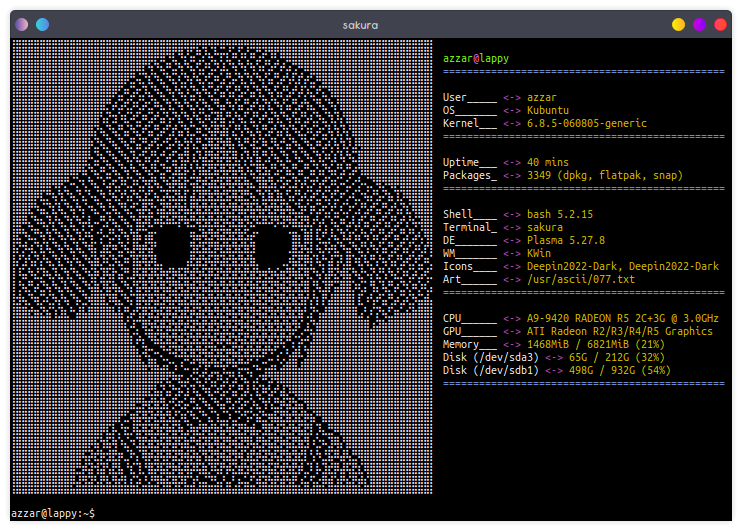 sakura
azzar@lappy
===============================================
User_____ <-> azzar
OS_______ <-> Kubuntu
Kernel___ <-> 6.8.5-060805-generic
===============================================
Uptime___ <-> 40 mins
Packages_ <-> 3349 (dpkg, flatpak, snap)
===============================================
Shell____ <-> bash 5.2.15
Terminal_ <-> sakura
DE_______ <-> Plasma 5.27.8
WM_______ <-> KWin
Icons____ <-> Deepin2022-Dark, Deepin2022-Dark
Art______ <-> /usr/ascii/077.txt
===============================================
CPU______ <-> A9-9420 RADEON R5 2C+3G @ 3.0GHz
GPU______ <-> ATI Radeon R2/R3/R4/R5 Graphics
Memory___ <-> 1468MiB / 6821MiB (21%)
Disk (/dev/sda3) <-> 65G / 212G (32%)
Disk (/dev/sdb1) <-> 498G / 932G (54%)
===============================================
azzar@lappy:~$